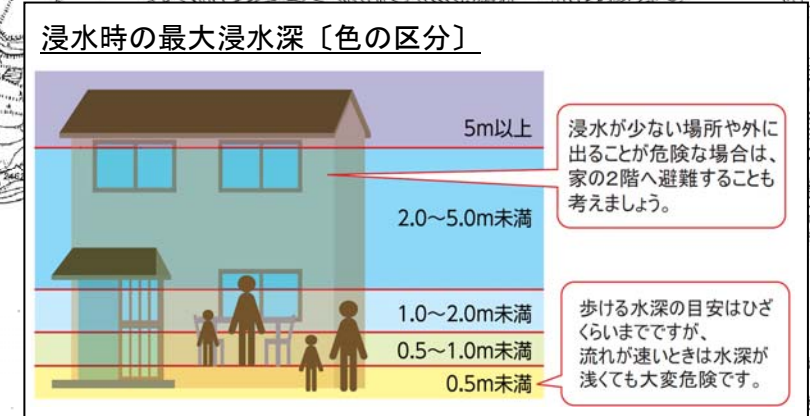 浸水時の最大浸水深〔色の区分〕
5m以上
浸水が少ない場所や外に
出ることが危険な場合は、
家の2階へ避難することも
考えましょう。
2.0〜5.0m未満
1.0〜2.0m未満
0.5〜1.0m未満
0.5m未満
歩ける水深の目安はひざ
くらいまでですが、
流れが速いときは水深が
浅くても大変危険です。